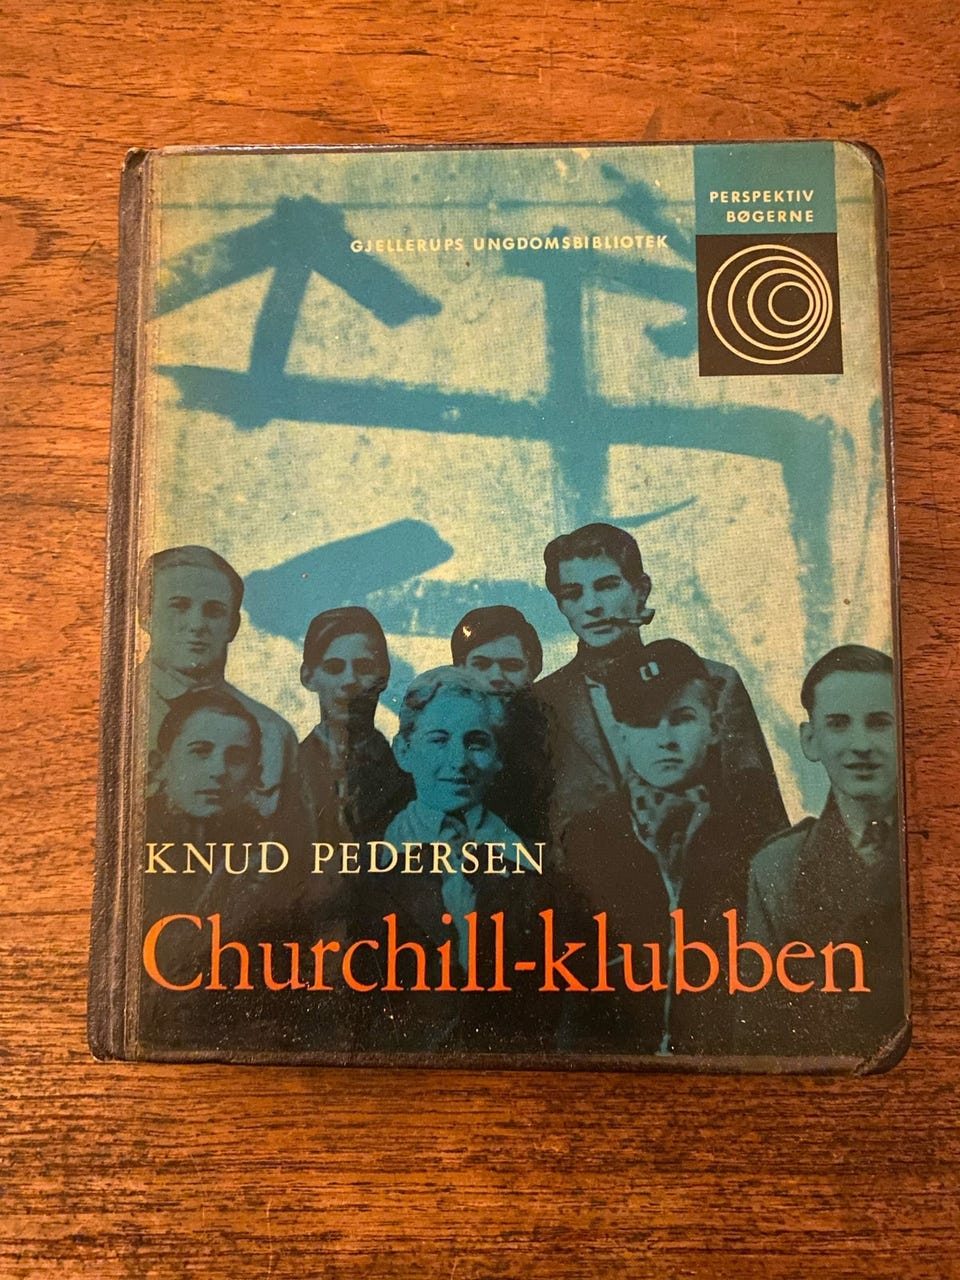 PERSPEKTIV
BØGERNE
GJELLERUPS UNGDOMSBIBLIOTEK
KNUD PEDERSEN
Churchill-klubben